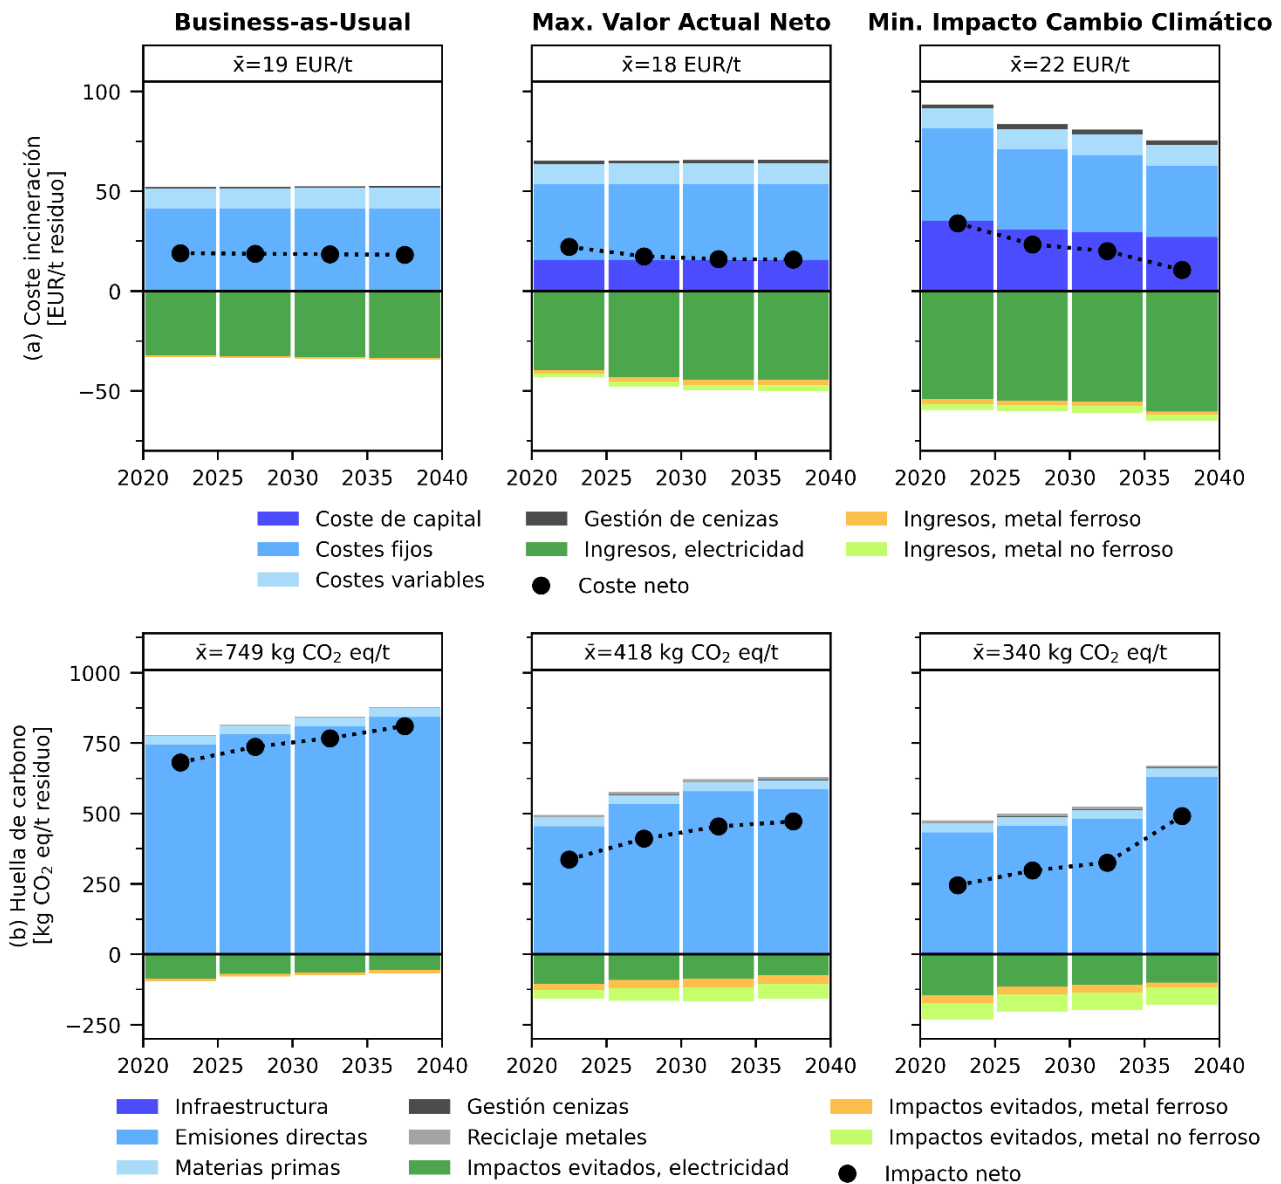 Business-as-Usual
Max. Valor Actual Neto
Min. Impacto Cambio Climático
x̄=19 EUR/t
x̄=18 EUR/t
x̄=22 EUR/t
(a) Coste incineración
[EUR/t residuo]
100
50
0
−50
2020 2025 2030 2035 2040
2020 2025 2030 2035 2040
2020 2025 2030 2035 2040
Coste de capital
Costes fijos
Costes variables
Gestión de cenizas
Ingresos, electricidad
Coste neto
Ingresos, metal ferroso
Ingresos, metal no ferroso
x̄=749 kg CO₂ eq/t
x̄=418 kg CO₂ eq/t
x̄=340 kg CO₂ eq/t
(b) Huella de carbono
[kg CO₂ eq/t residuo]
1000
750
500
250
0
−250
2020 2025 2030 2035 2040
2020 2025 2030 2035 2040
2020 2025 2030 2035 2040
Infraestructura
Emisiones directas
Materias primas
Gestión cenizas
Reciclaje metales
Impactos evitados, electricidad
Impactos evitados, metal ferroso
Impactos evitados, metal no ferroso
Impacto neto